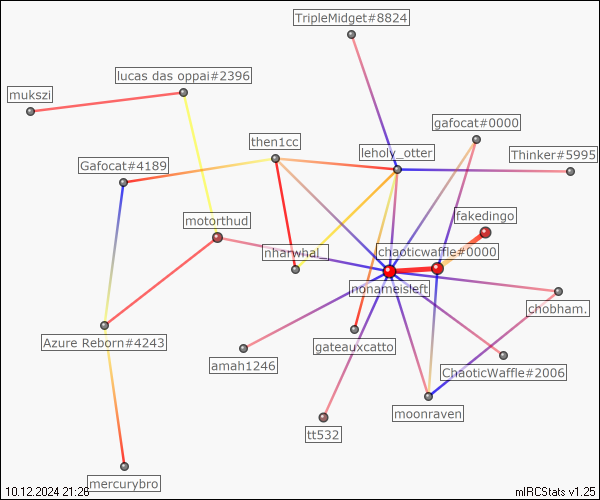 TripleMidget#8824
lucas das oppai#2396
mukszi
gafocat#0000
then1cc
leholy_otter
Thinker#5995
Gafocat#4189
fakedingo
motorthud
nharwhal_
chaoticwaffle#0000
nonameisleft
chobham.
Azure Reborn#4243
gateauxcatto
amah1246
ChaoticWaffle#2006
moonraven
tt532
mercurybro
10.12.2024 21:26
mIRCStats v1.25